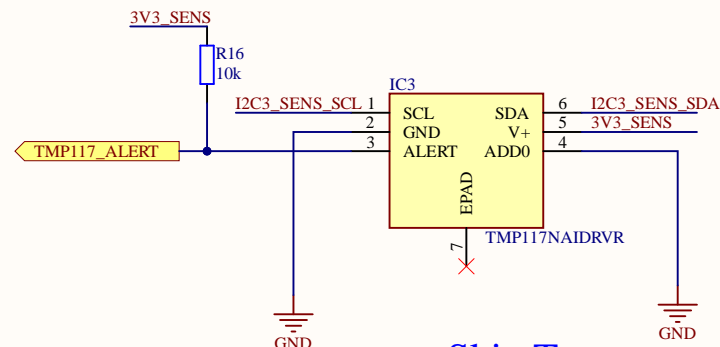 3V3_SENS
R16
10k
IC3
I2C3_SENS_SCL 1 SCL SDA 6 I2C3_SENS_SDA
2 GND V+ 5 3V3_SENS
TMP117_ALERT 3 ALERT ADD0 4
EPAD
7
TMP117NAIDRVR
GND
GND